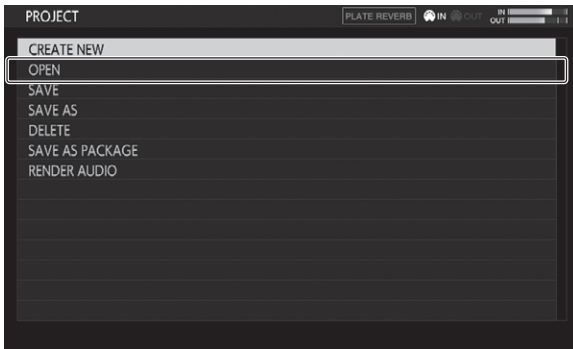 PROJECT PLATE REVERB IN OUT IN
OUT
CREATE NEW
OPEN
SAVE
SAVE AS
DELETE
SAVE AS PACKAGE
RENDER AUDIO